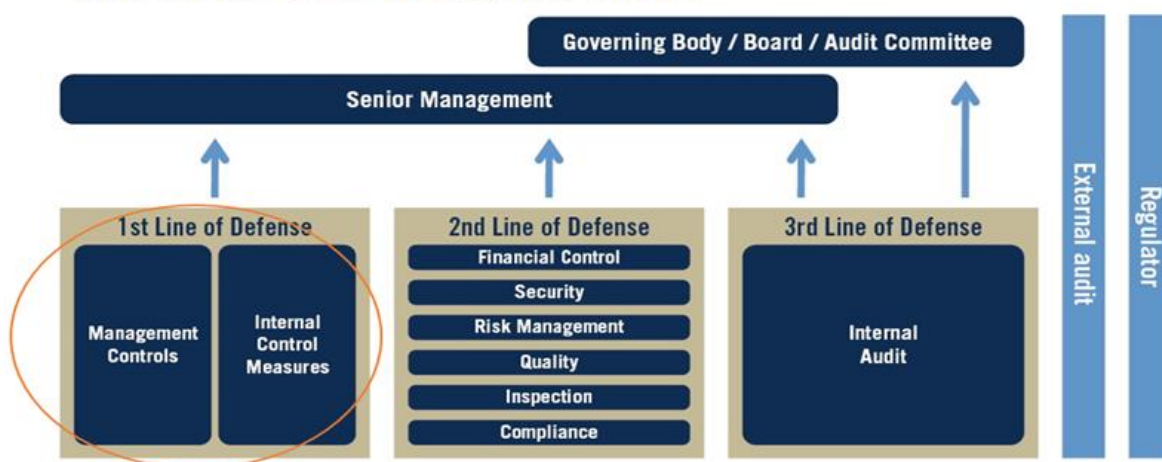 Governing Body / Board / Audit Committee
Senior Management
1st Line of Defense
Management
Controls
Internal
Control
Measures
2nd Line of Defense
Financial Control
Security
Risk Management
Quality
Inspection
Compliance
3rd Line of Defense
Internal
Audit
External audit
Regulator